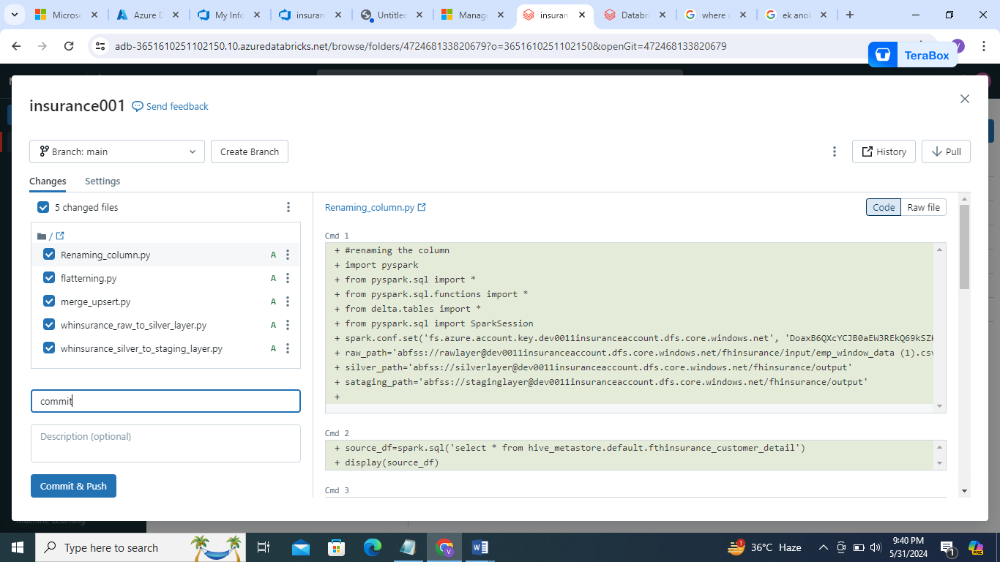 Microso
Azure D
My Info
insuran
Untitled
Manage
insuran
Databri
where c
ek anok
adb-3651610251102150.10.azuredatabricks.net/browse/folders/472468133820679?o=3651610251102150&openGit=472468133820679
TeraBox
insurance001
Send feedback
Branch: main
Create Branch
History
Pull
Changes
Settings
5 changed files
/
Renaming_column.py
A
flatterning.py
A
merge_upsert.py
A
whinsurance_raw_to_silver_layer.py
A
whinsurance_silver_to_staging_layer.py
A
commit
Description (optional)
Commit & Push
Renaming_column.py
Code
Raw file
Cmd 1
+ #renaming the column
+ import pyspark
+ from pyspark.sql import *
+ from pyspark.sql.functions import *
+ from delta.tables import *
+ from pyspark.sql import SparkSession
+ spark.conf.set('fs.azure.account.key.dev0011insuranceaccount.dfs.core.windows.net', 'DoaxB6QXcYCJB0aEW3REkQ69kSZ
+ raw_path='abfss://rawlayer@dev0011insuranceaccount.dfs.core.windows.net/fhinsurance/input/emp_window_data (1).csv
+ silver_path='abfss://silverlayer@dev0011insuranceaccount.dfs.core.windows.net/fhinsurance/output'
+ sataging_path='abfss://staginglayer@dev0011insuranceaccount.dfs.core.windows.net/fhinsurance/output'
+
Cmd 2
+ source_df=spark.sql('select * from hive_metastore.default.fthinsurance_customer_detail')
+ display(source_df)
Cmd 3
Machine Learning
Type here to search
36°C Haze
9:40 PM
5/31/2024